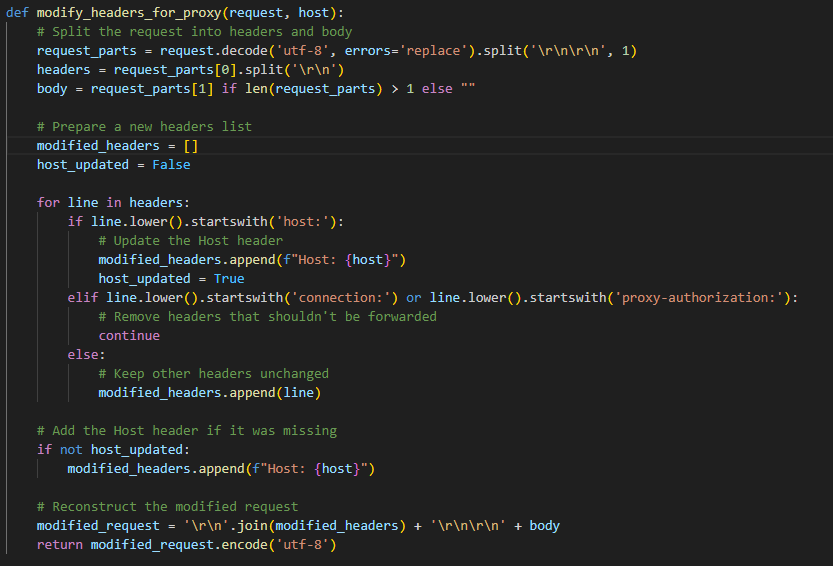 def modify_headers_for_proxy(request, host):
    # Split the request into headers and body
    request_parts = request.decode('utf-8', errors='replace').split('\r\n\r\n', 1)
    headers = request_parts[0].split('\r\n')
    body = request_parts[1] if len(request_parts) > 1 else ""

    # Prepare a new headers list
    modified_headers = []
    host_updated = False

    for line in headers:
        if line.lower().startswith('host:'):
            # Update the Host header
            modified_headers.append(f"Host: {host}")
            host_updated = True
        elif line.lower().startswith('connection:') or line.lower().startswith('proxy-authorization:'):
            # Remove headers that shouldn't be forwarded
            continue
        else:
            # Keep other headers unchanged
            modified_headers.append(line)

    # Add the Host header if it was missing
    if not host_updated:
        modified_headers.append(f"Host: {host}")

    # Reconstruct the modified request
    modified_request = '\r\n'.join(modified_headers) + '\r\n\r\n' + body
    return modified_request.encode('utf-8')